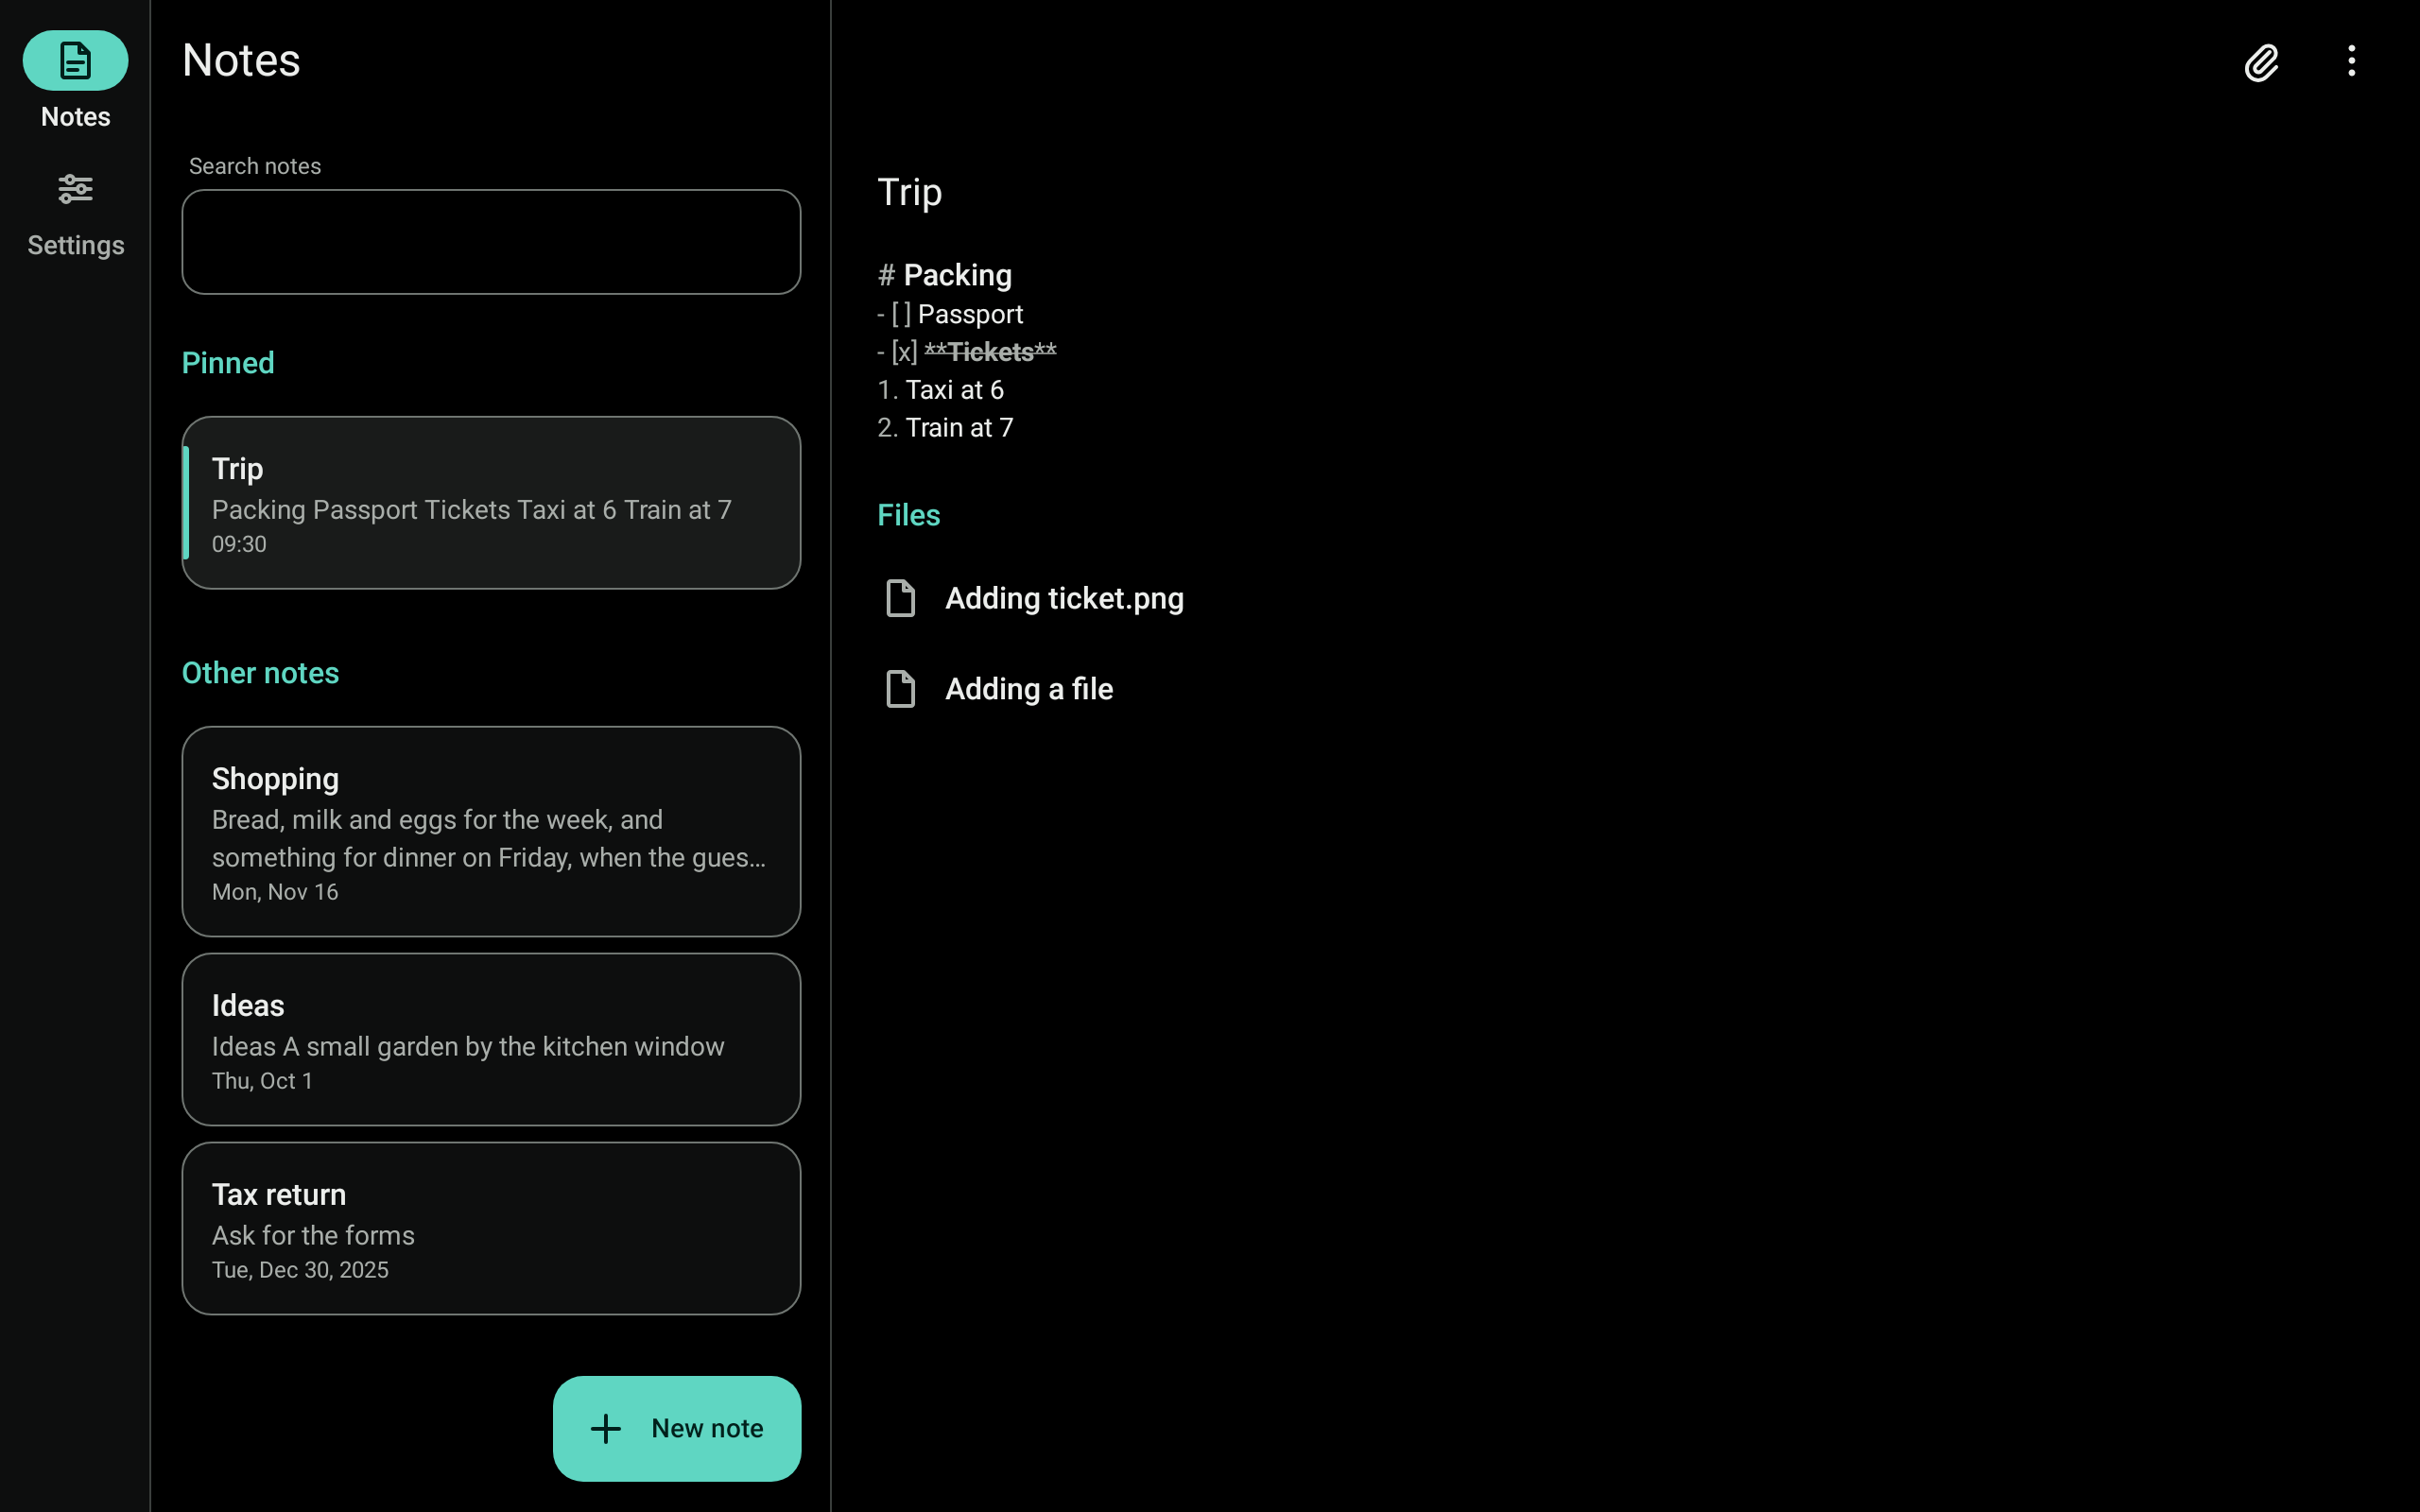 Notes
Settings
Notes
Search notes
Pinned
Trip
Packing Passport Tickets Taxi at 6 Train at 7
09:30
Other notes
Shopping
Bread, milk and eggs for the week, and
something for dinner on Friday, when the gues...
Mon, Nov 16
Ideas
Ideas A small garden by the kitchen window
Thu, Oct 1
Tax return
Ask for the forms
Tue, Dec 30, 2025
New note
Trip
# Packing
- [ ] Passport
- [x] **Tickets**
1. Taxi at 6
2. Train at 7
Files
Adding ticket.png
Adding a file